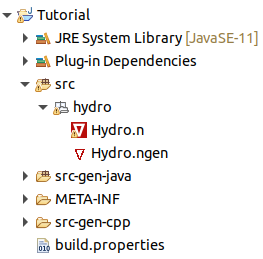 Tutorial
JRE System Library [JavaSE-11]
Plug-in Dependencies
src
hydro
Hydro.n
Hydro.ngen
src-gen-java
META-INF
src-gen-cpp
build.properties